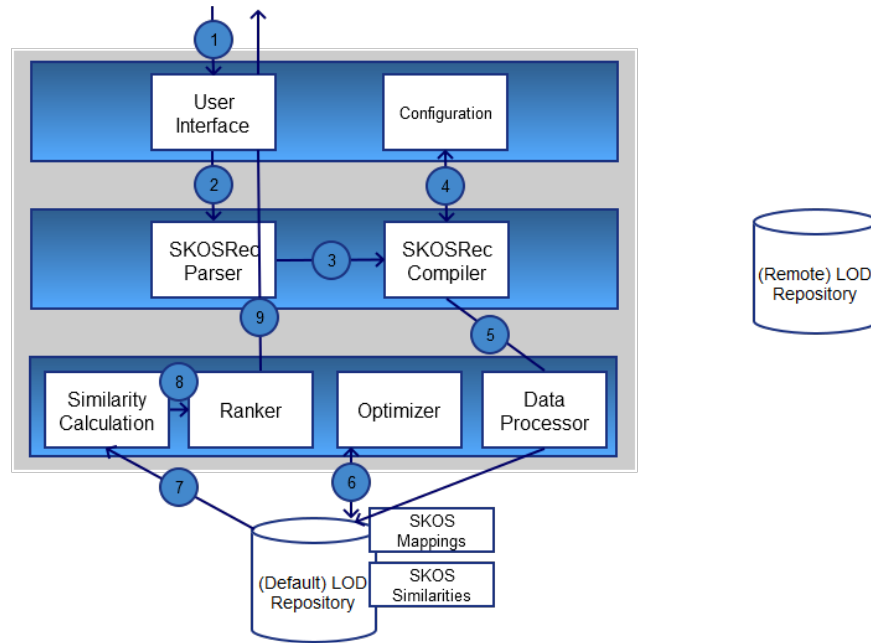 1
User
Interface
Configuration
2
4
SKOSRec
Parser
3
SKOSRec
Compiler
(Remote) LOD
Repository
9
5
8
Similarity
Calculation
Ranker
Optimizer
Data
Processor
7
6
SKOS
Mappings
(Default) LOD
Repository
SKOS
Similarities